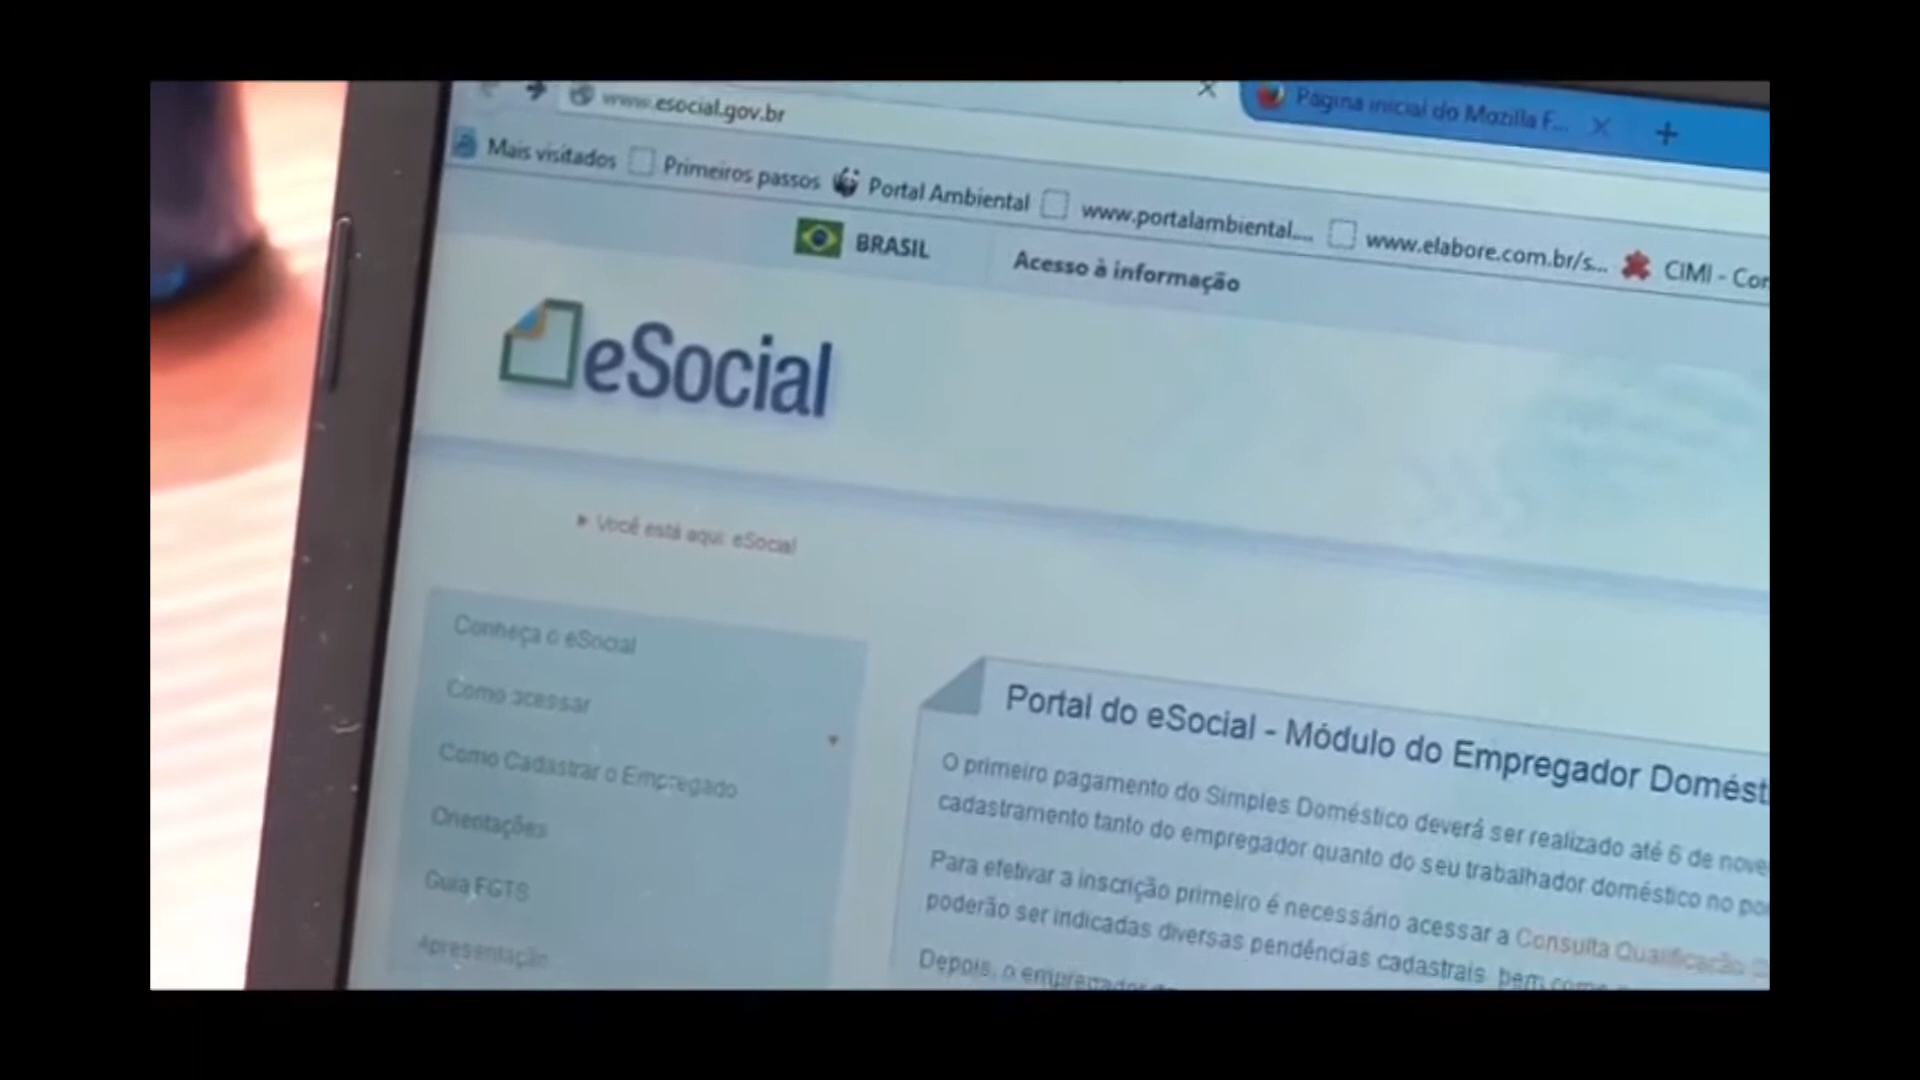 www.esocial.gov.br
Página inicial do Mozilla F...
Mais visitados Primeiros passos Portal Ambiental www.portalambiental.... www.elabore.com.br/s... CIMI - Con
BRASIL Acesso à informação
eSocial
Você está aqui: eSocial
Conheça o eSocial
Como acessar
Como Cadastrar o Empregado
Orientações
Guia FGTS
Apresentação
Portal do eSocial - Módulo do Empregador Domést
O primeiro pagamento do Simples Doméstico deverá ser realizado até 6 de nove
cadastramento tanto do empregador quanto do seu trabalhador doméstico no po
Para efetivar a inscrição primeiro é necessário acessar a Consulta Qualificação
poderão ser indicadas diversas pendências cadastrais, bem como
Depois, o empregador